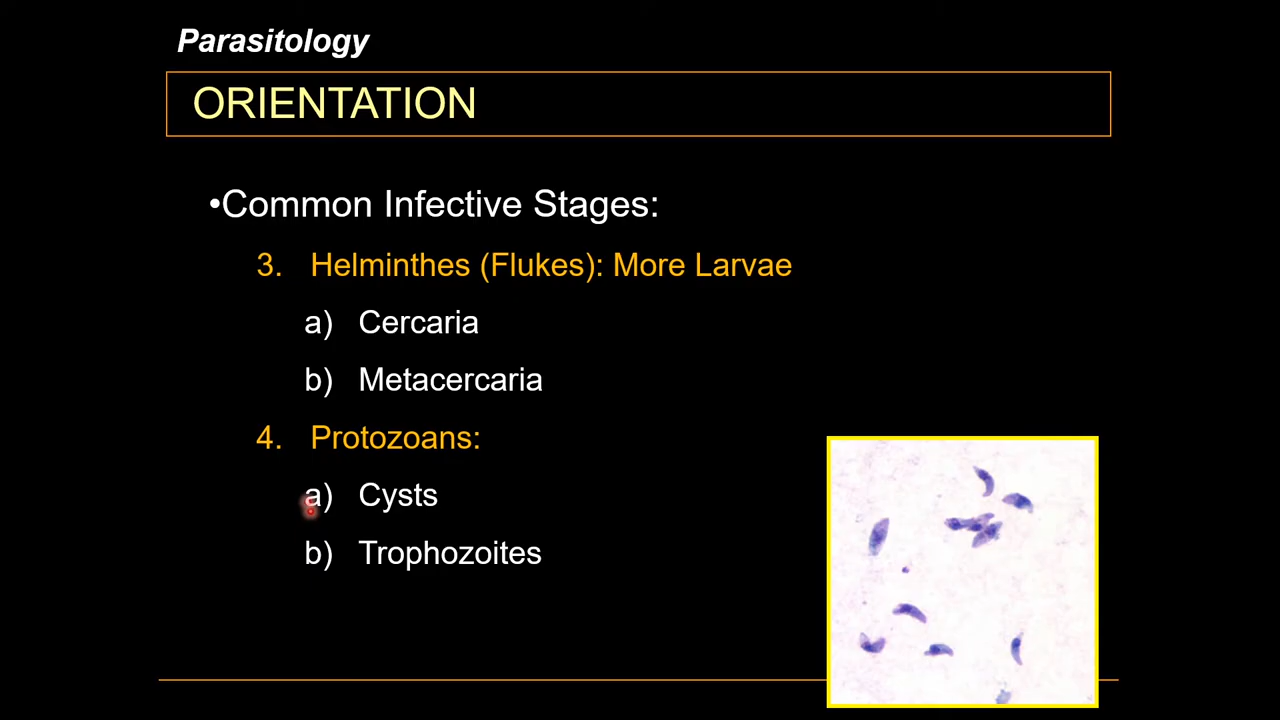 Parasitology
ORIENTATION
•Common Infective Stages:
3. Helminthes (Flukes): More Larvae
a) Cercaria
b) Metacercaria
4. Protozoans:
a) Cysts
b) Trophozoites